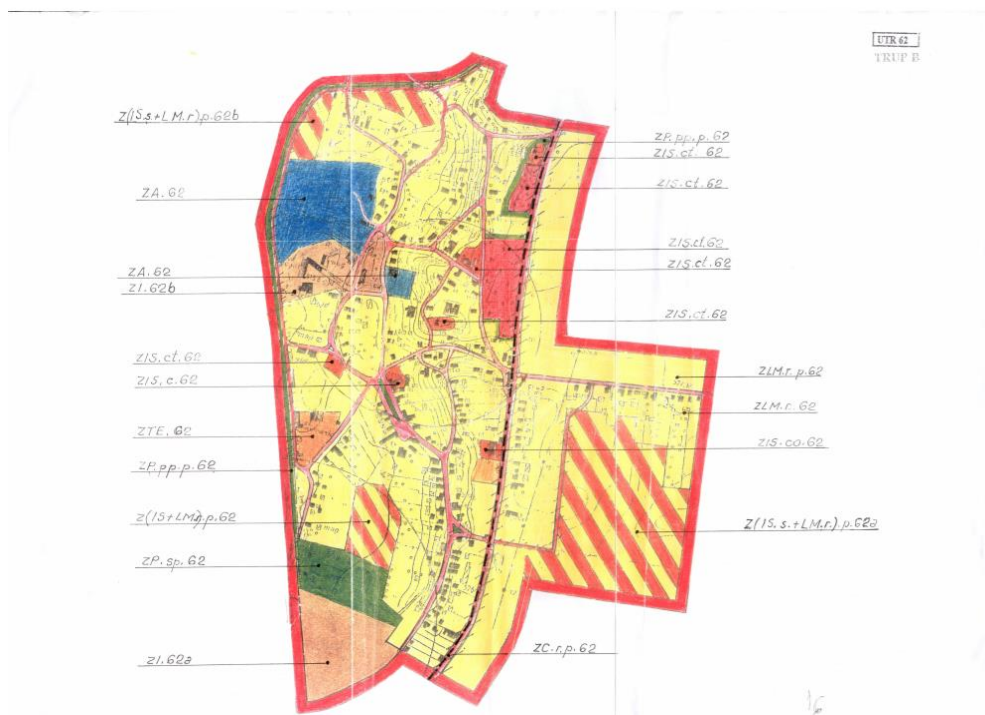 UTR 62
TRUP B
Z(IS.s.+LM.r).p.62b
ZP.pp.p.62
ZIS.ct.62
ZIS.ct.62
ZA.62
ZIS.ct.62
ZIS.ct.62
ZA.62
ZI.62b
ZIS.ct.62
ZIS.ct.62
ZLM.r.p.62
ZIS.c.62
ZLM.r.62
ZTE.62
ZIS.co.62
ZP.pp.p.62
Z(IS.s.+LM.r.).p.62a
ZP.sp.62
ZC.r.p.62
ZI.62a
16